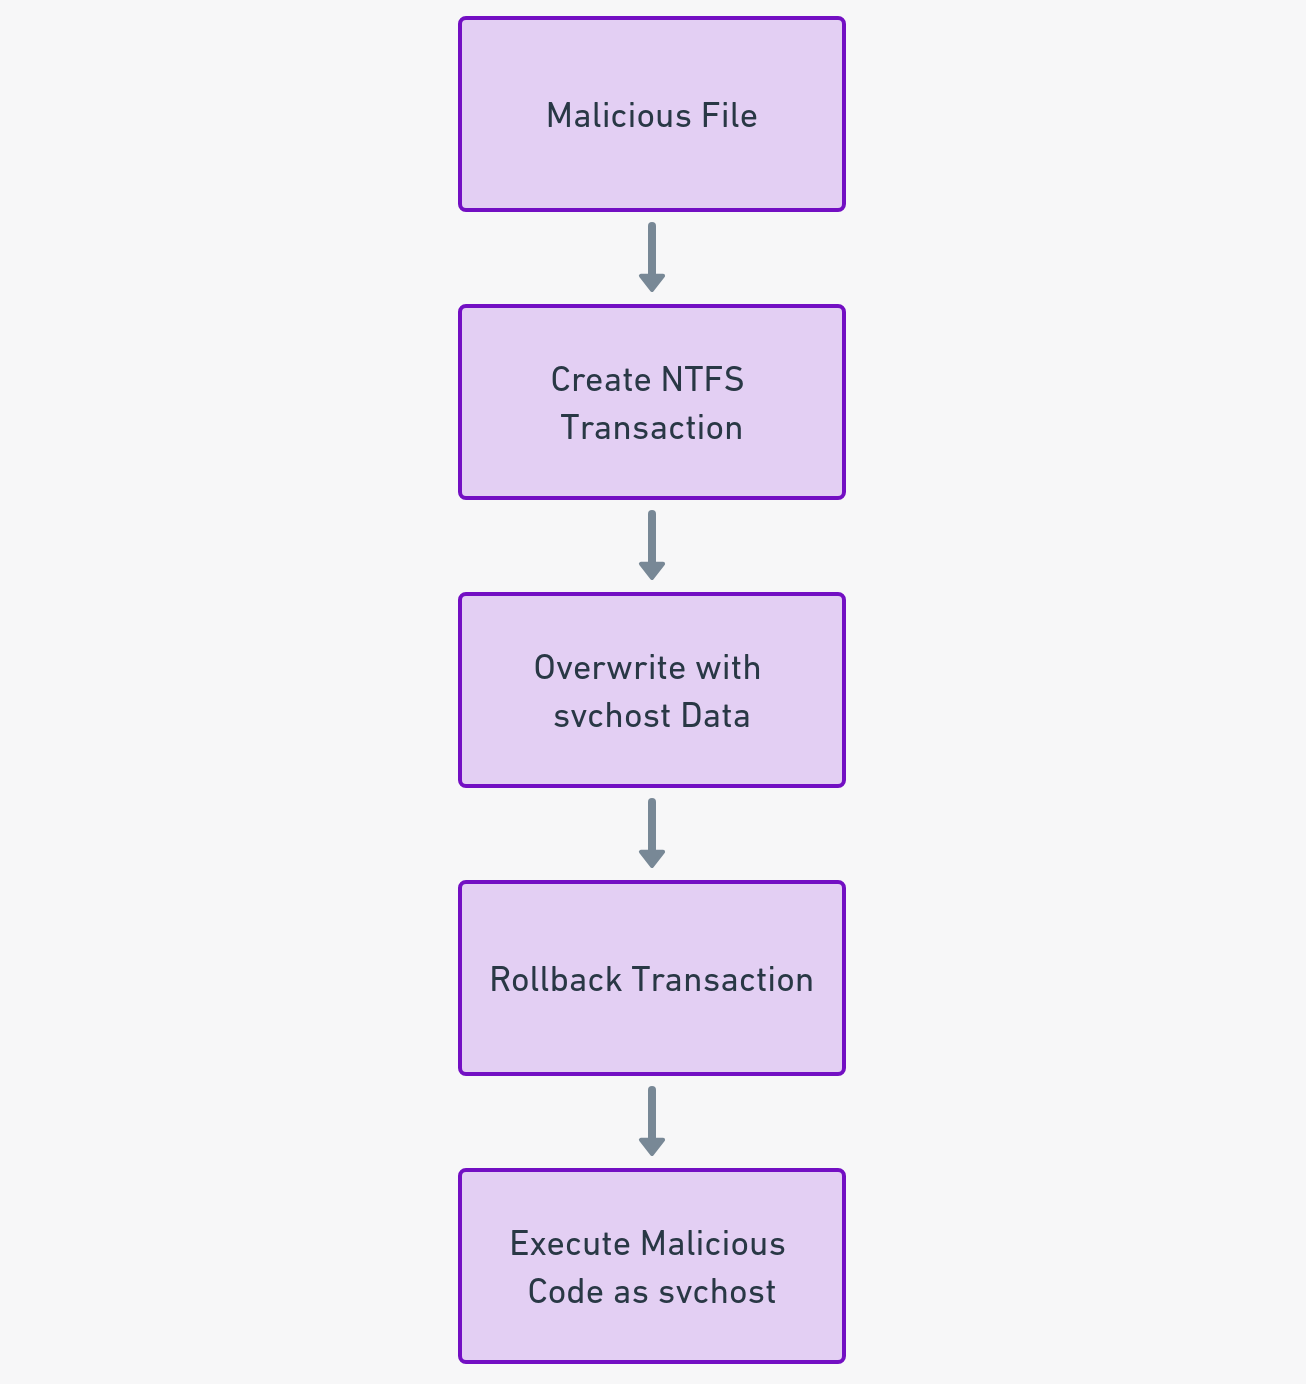 Malicious File
Create NTFS
Transaction
Overwrite with
svchost Data
Rollback Transaction
Execute Malicious
Code as svchost